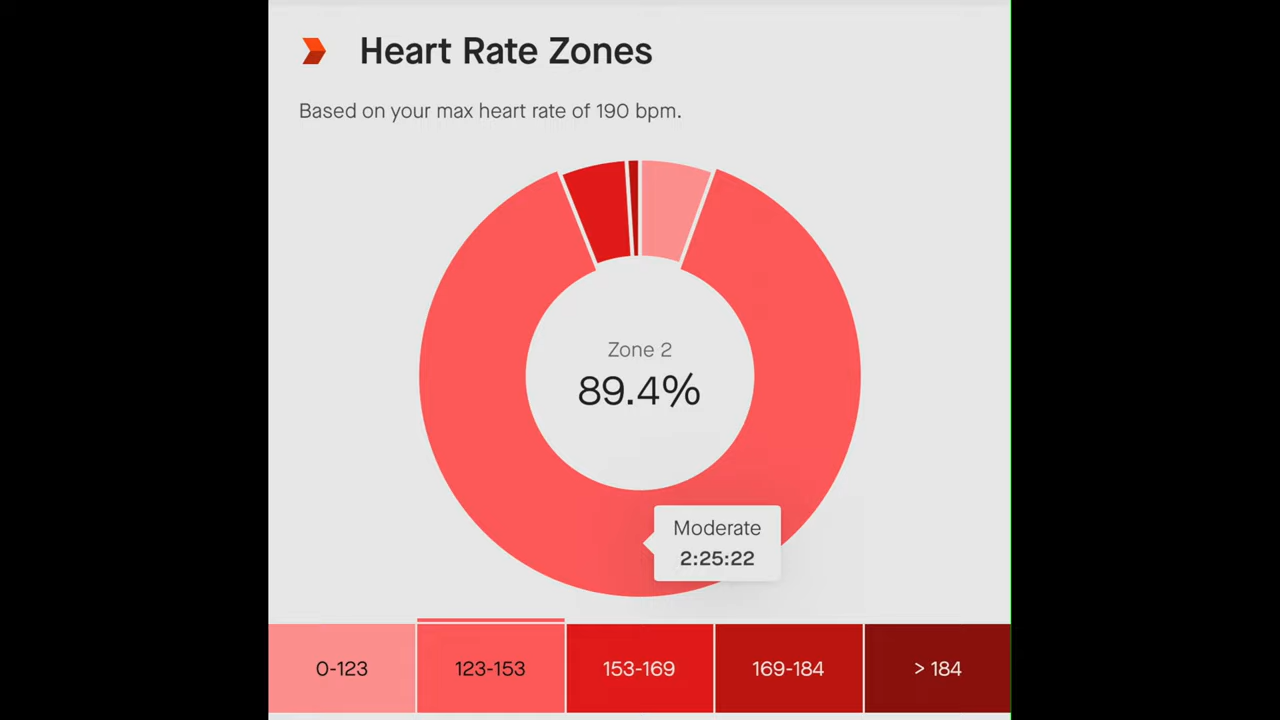 Heart Rate Zones
Based on your max heart rate of 190 bpm.
Zone 2
89.4%
Moderate
2:25:22
0-123
123-153
153-169
169-184
> 184